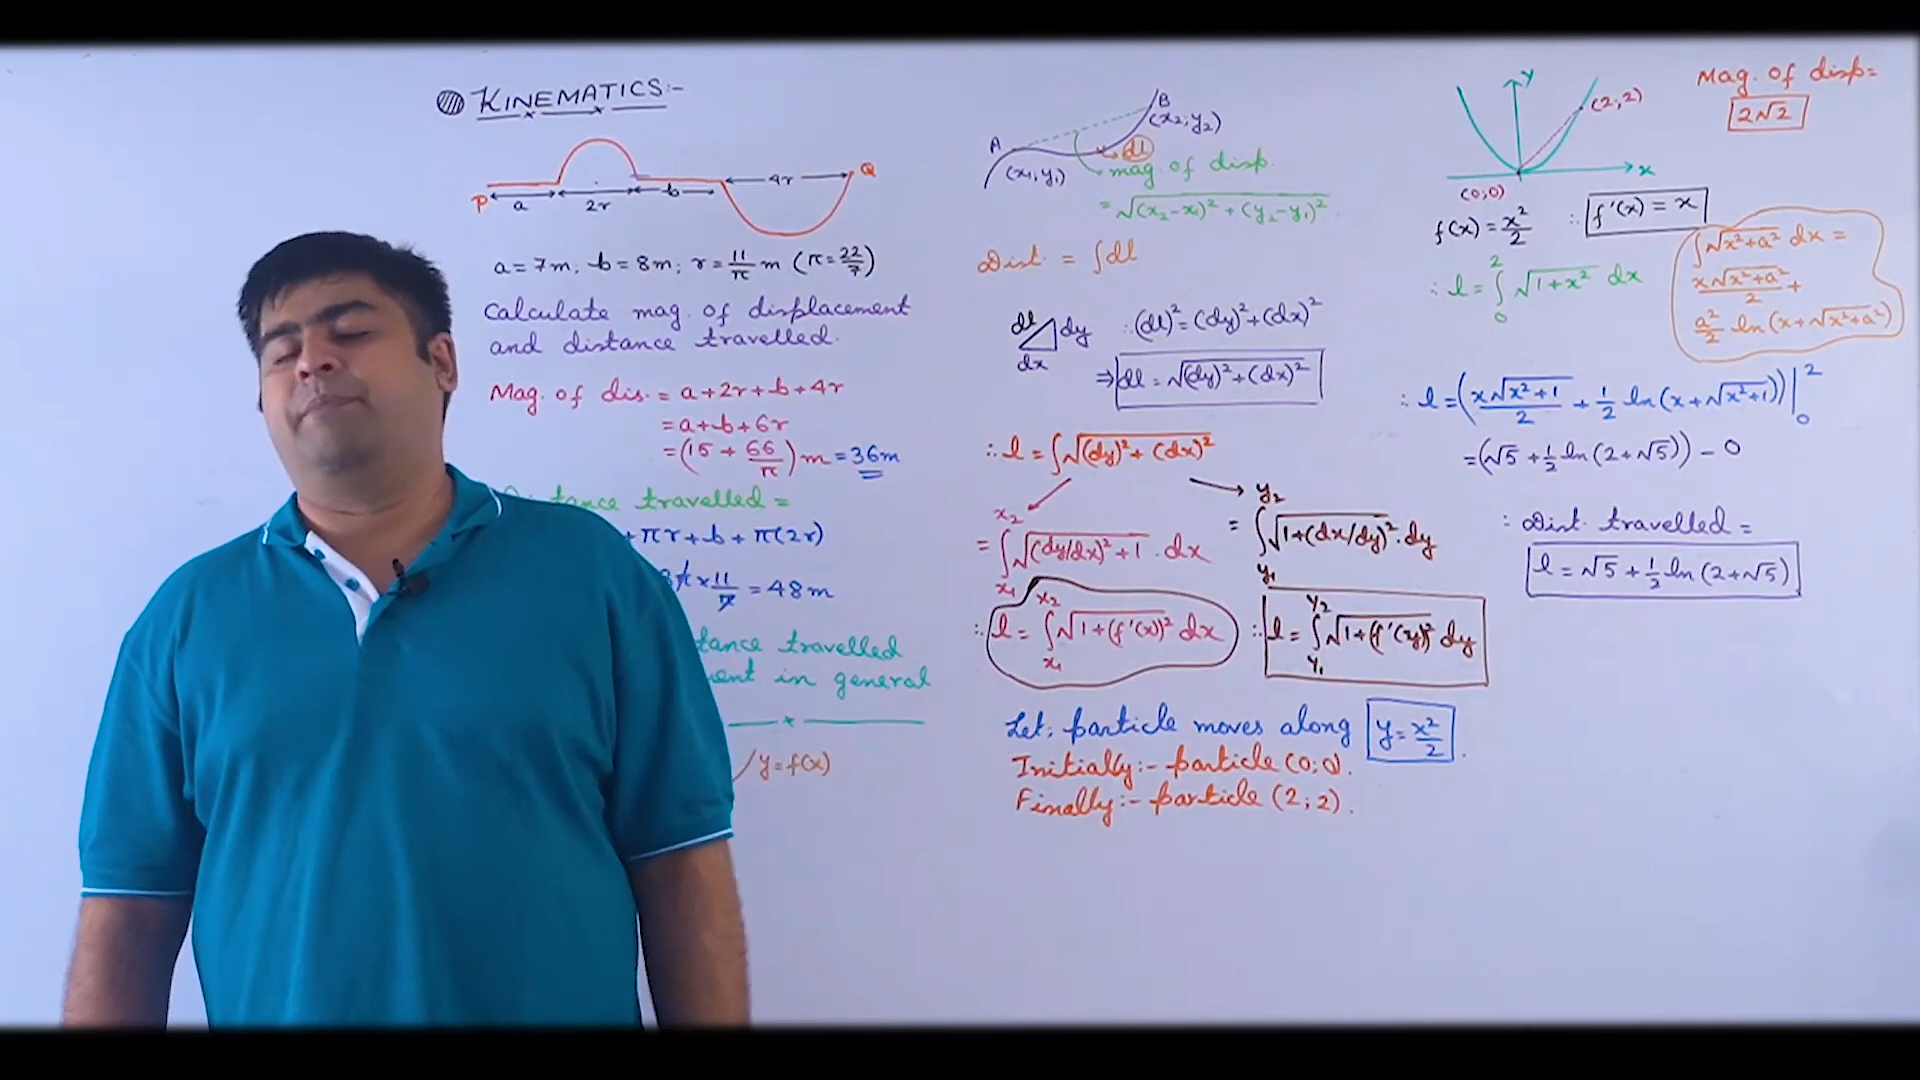 KINEMATICS:-
P a 2r b 4r Q
a=7m; b=8m; r=11/π m (π=22/7)
Calculate mag. of displacement
and distance travelled.
Mag. of dis. = a+2r+b+4r
=a+b+6r
=(15+66/π)m=36m
travelled =
+πr+b+π(2r)
×11/π=48m
travelled
in general
y=f(x)
A (x₁,y₁) B (x₂,y₂) dl
mag. of disp.
=√(x₂-x₁)²+(y₂-y₁)²
Dist. = ∫dl
dl dy dx ∴(dl)²=(dy)²+(dx)²
⇒dl=√(dy)²+(dx)²
∴l=∫√(dy)²+(dx)²
=∫ₓ₁ˣ²√(dy/dx)²+1.dx
=∫ᵧ₁ʸ²√1+(dx/dy)².dy
∴l=∫ₓ₁ˣ²√1+(f'(x))² dx
∴l=∫ᵧ₁ʸ²√1+(f'(y))² dy
Let, particle moves along y=x²/2.
Initially:- particle (0,0).
Finally:- particle (2,2).
y (2,2) x (0,0)
Mag. of disp=
2√2
f(x)=x²/2 ∴ f'(x)=x
∴l=∫₀²√1+x² dx
∫√x²+a² dx=
x√x²+a²/2+
a²/2 ln(x+√x²+a²)
∴l=(x√x²+1/2+1/2 ln(x+√x²+1))|₀²
=(√5+1/2 ln(2+√5))-0
∴Dist. travelled=
l=√5+1/2 ln(2+√5)